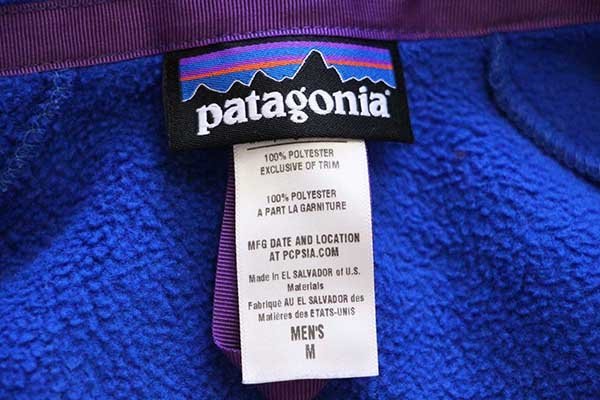 patagonia
100% POLYESTER
EXCLUSIVE OF TRIM
100% POLYESTER
A PART LA GARNITURE
MFG DATE AND LOCATION
AT PCPSIA.COM
Made in EL SALVADOR of U.S.
Materials
Fabriqué AU EL SALVADOR des
Matières des ETATS-UNIS
MEN'S
M